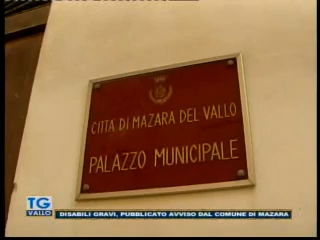 CITTÀ DI MAZARA DEL VALLO
PALAZZO MUNICIPALE
TG
VALLO
DISABILI GRAVI, PUBBLICATO AVVISO DAL COMUNE DI MAZARA